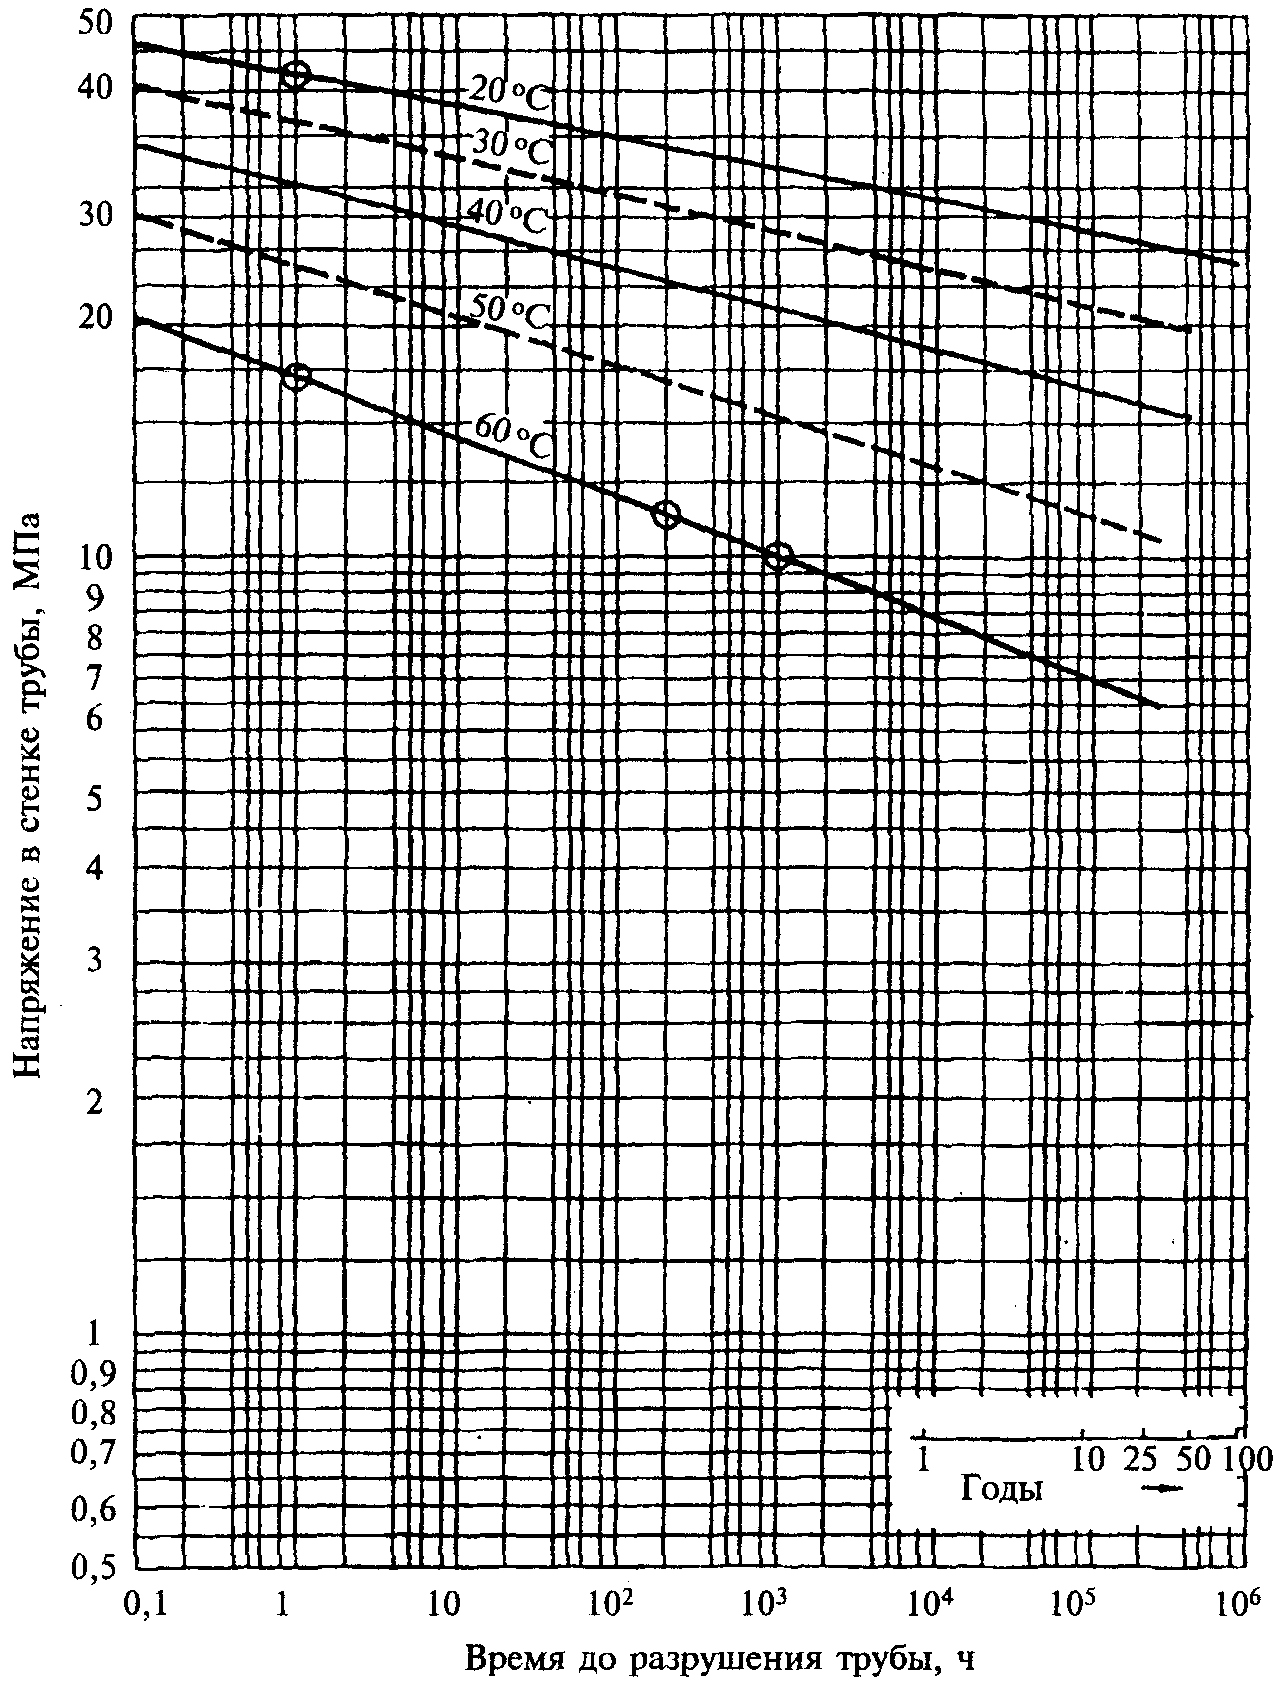 50
40
30
20
10
9
8
7
6
5
4
3
2
1
0,9
0,8
0,7
0,6
0,5
Напряжение в стенке трубы, МПа
20 °C
30 °C
40 °C
50 °C
60 °C
1 10 25 50 100
Годы
0,1 1 10 10² 10³ 10⁴ 10⁵ 10⁶
Время до разрушения трубы, ч